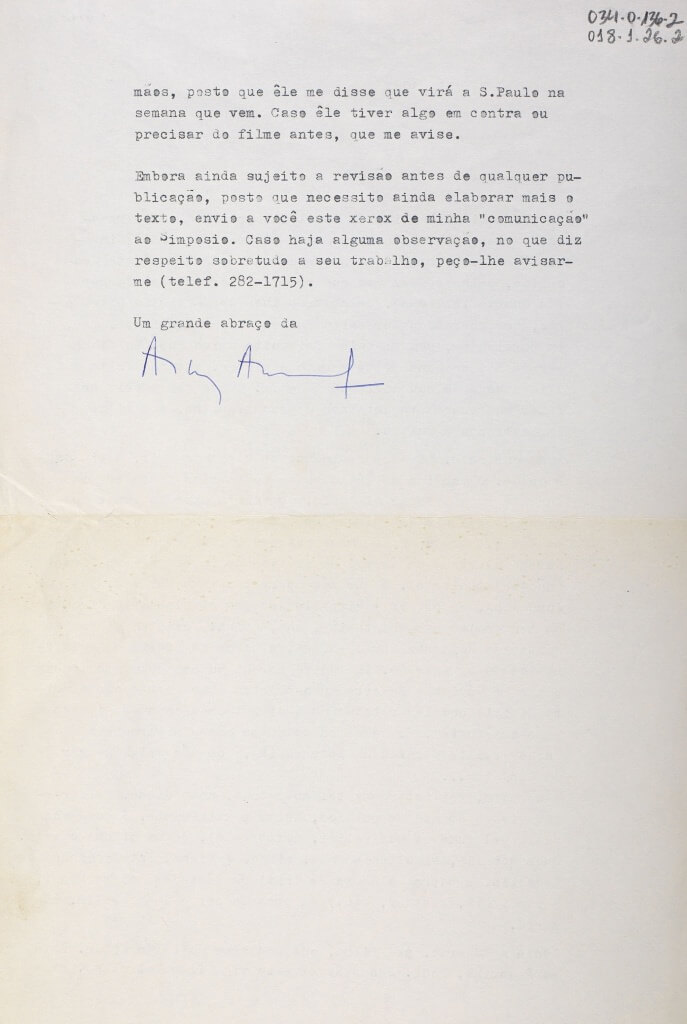 034-0-136-2
018-1.26.2
mãos, posto que êle me disse que virá a S.Paulo na
semana que vem. Caso êle tiver algo em contra ou
precisar do filme antes, que me avise.
Embora ainda sujeito a revisão antes de qualquer pu-
blicação, posto que necessito ainda elaborar mais o
texto, envio a você este xerox de minha "comunicação"
ao Simposio. Caso haja alguma observação, no que diz
respeito sobretudo a seu trabalho, peço-lhe avisar-
me (telef. 282-1715).
Um grande abraço da